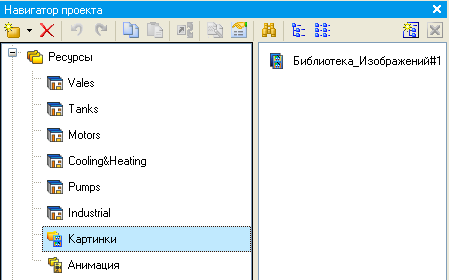 Навигатор проекта
Ресурсы
Vales
Tanks
Motors
Cooling&Heating
Pumps
Industrial
Картинки
Анимация
Библиотека_Изображений#1